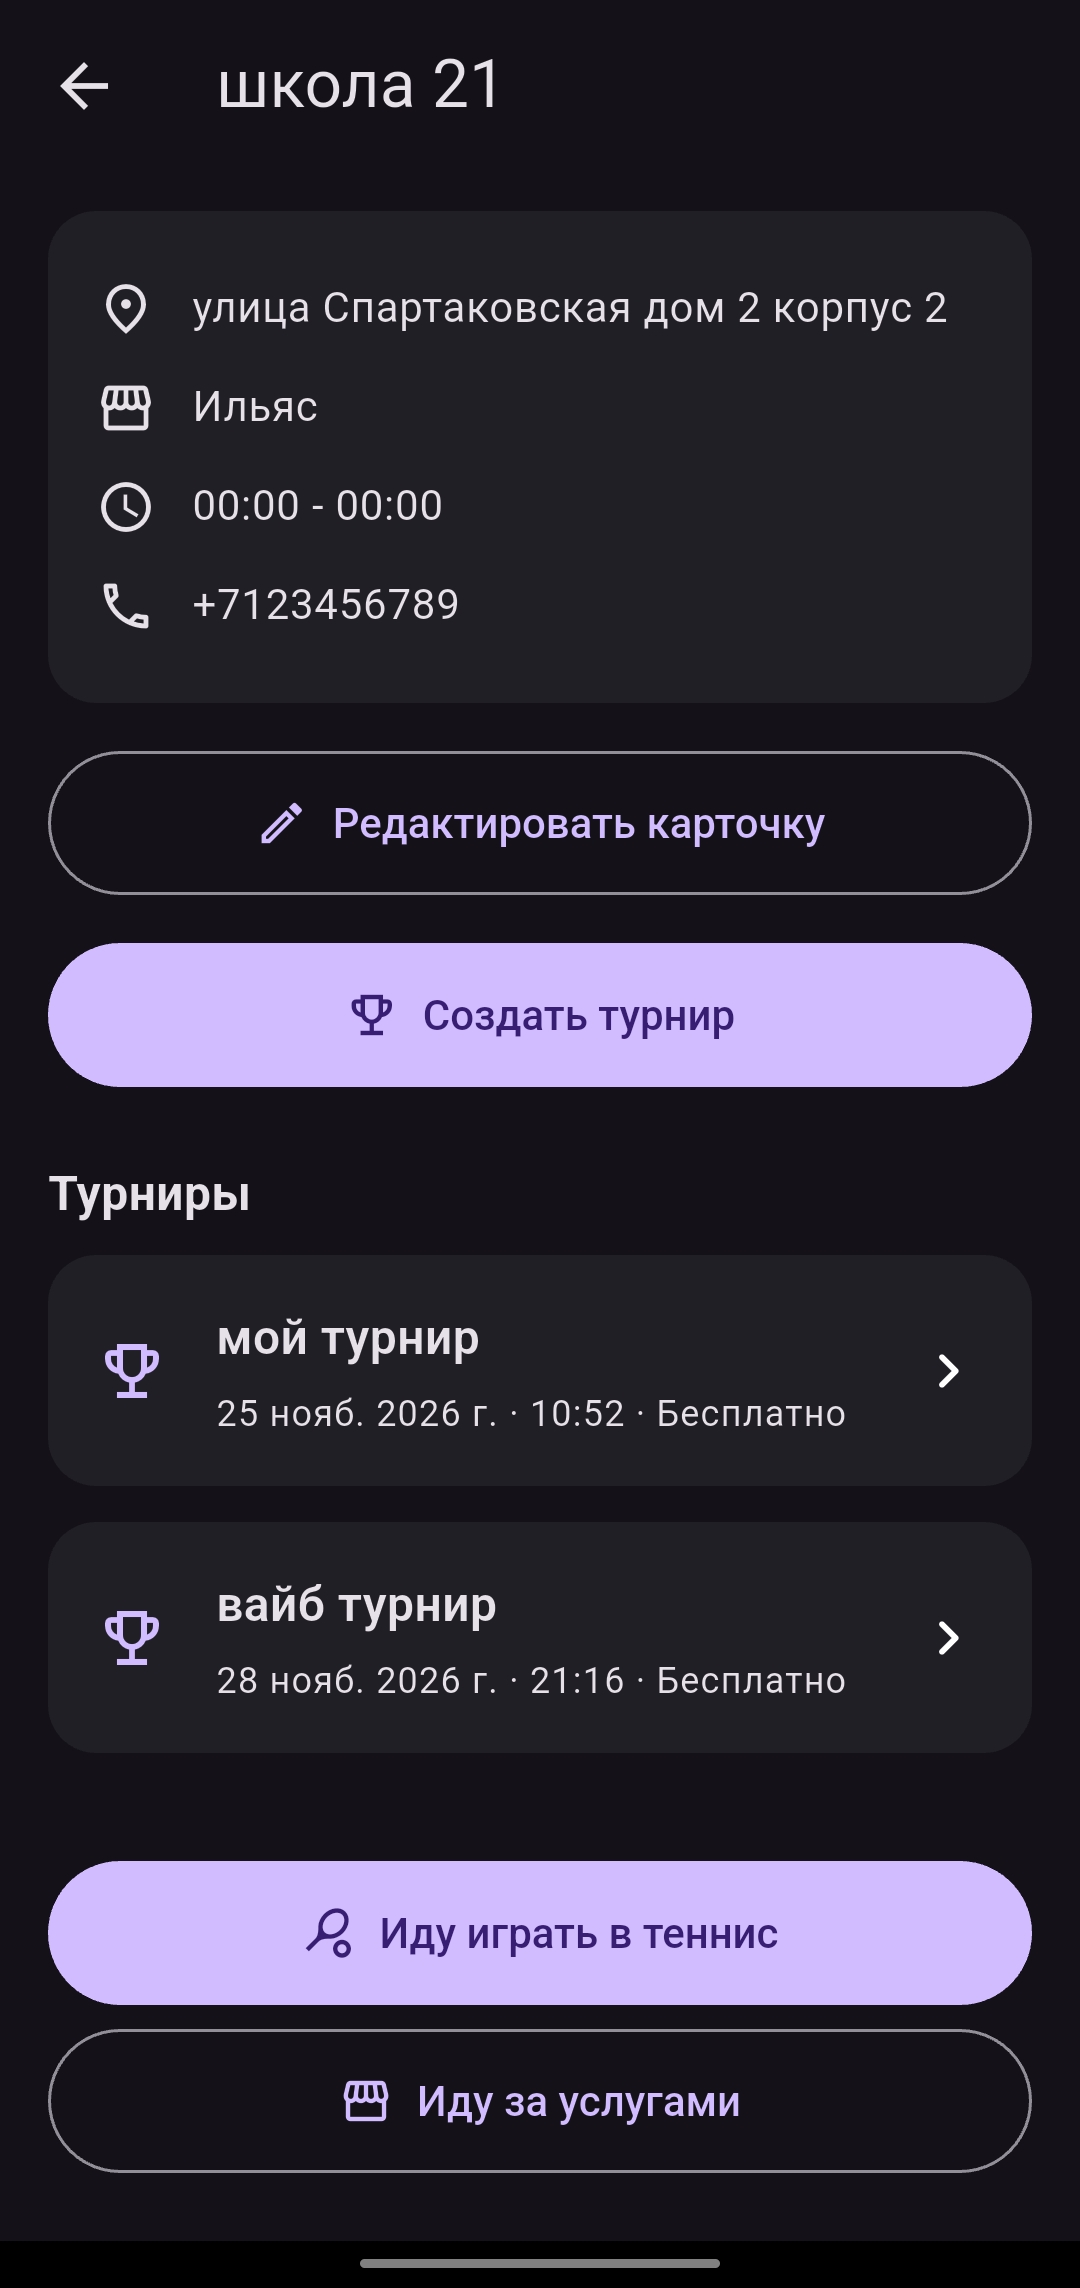 школа 21
улица Спартаковская дом 2 корпус 2
Ильяс
00:00 - 00:00
+7123456789
Редактировать карточку
Создать турнир
Турниры
мой турнир
25 нояб. 2026 г. · 10:52 · Бесплатно
вайб турнир
28 нояб. 2026 г. · 21:16 · Бесплатно
Иду играть в теннис
Иду за услугами